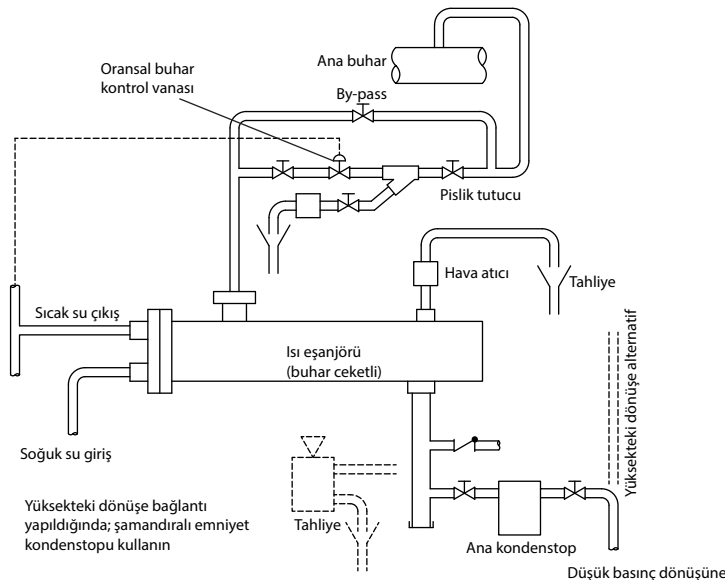 Ana buhar
Oransal buhar
kontrol vanası
By-pass
Pislik tutucu
Hava atıcı
Tahliye
Sıcak su çıkış
Isı eşanjörü
(buhar ceketli)
Yüksekteki dönüşe alternatif
Soğuk su giriş
Yüksekteki dönüşe bağlantı
yapıldığında; şamandıralı emniyet
kondenstopu kullanın
Tahliye
Ana kondenstop
Düşük basınç dönüşüne